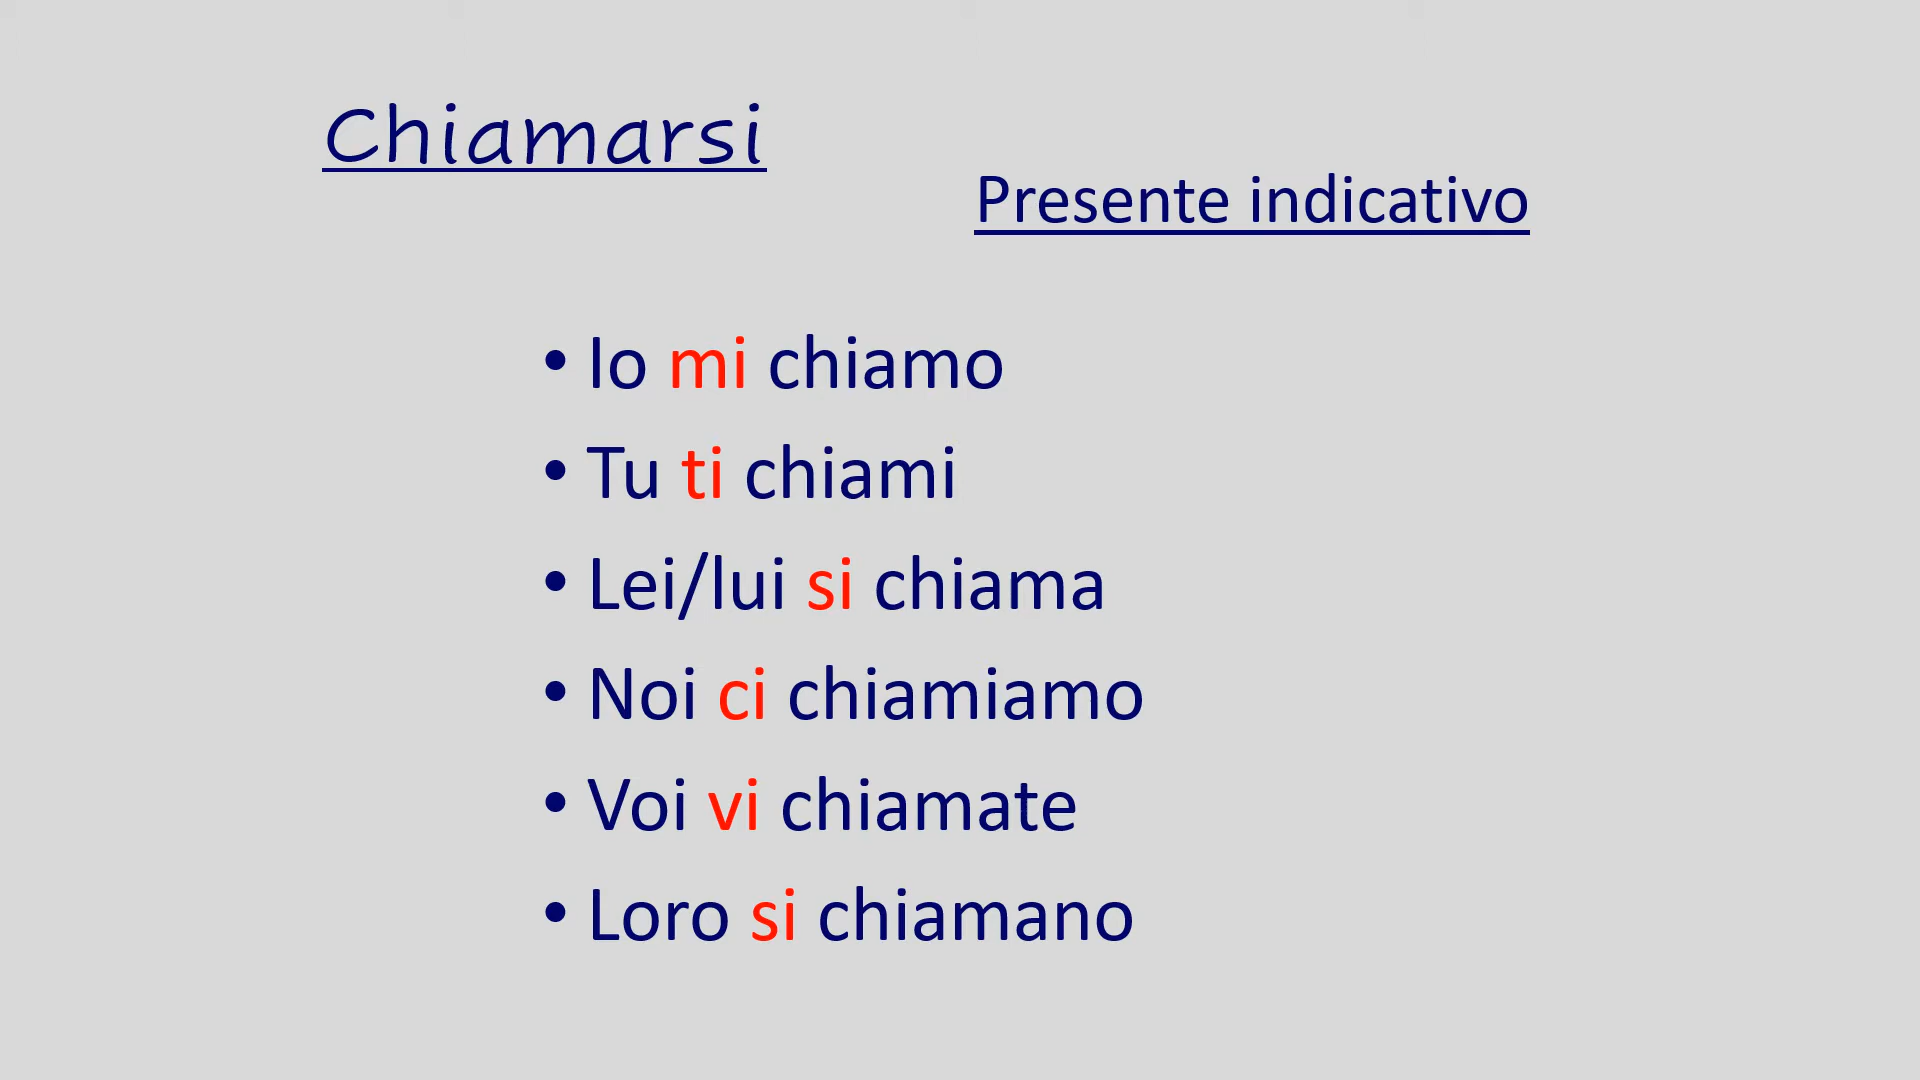 Chiamarsi
Presente indicativo
• Io mi chiamo
• Tu ti chiami
• Lei/lui si chiama
• Noi ci chiamiamo
• Voi vi chiamate
• Loro si chiamano